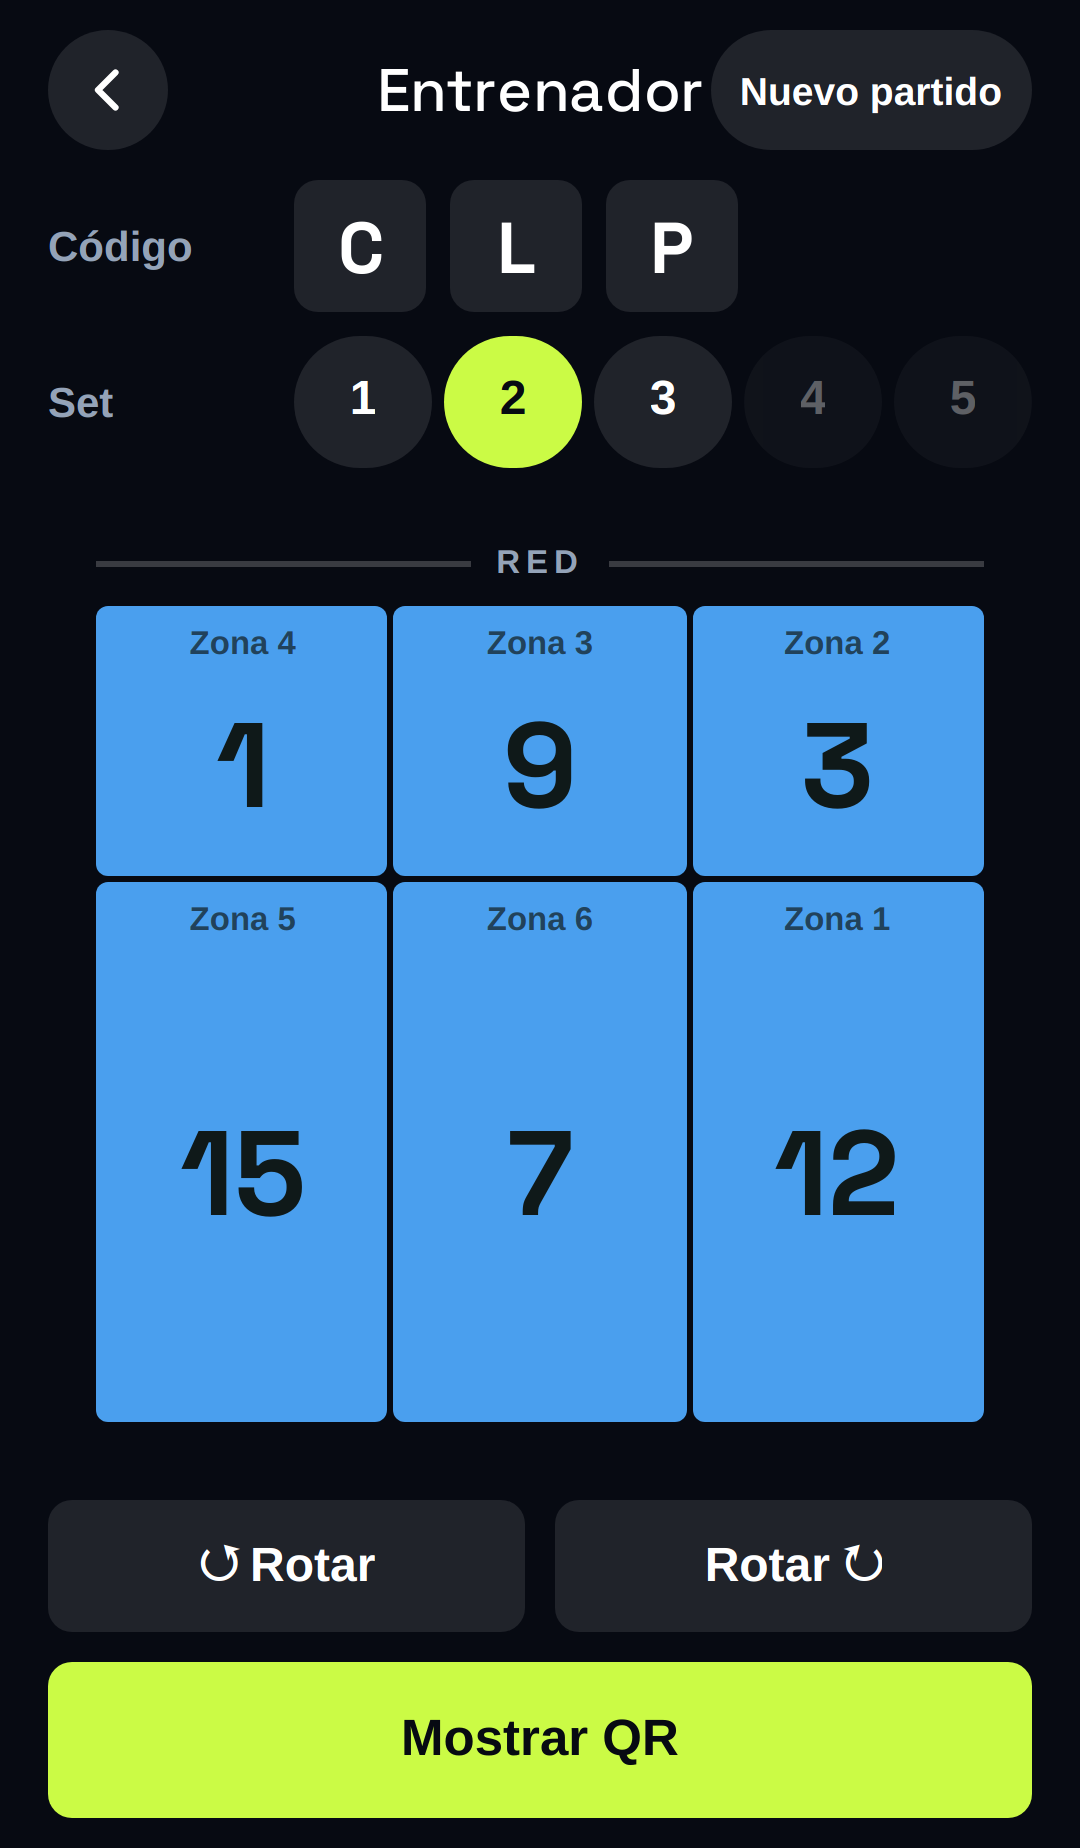 Entrenador
Nuevo partido
Código C L P
Set 1 2 3 4 5
RED
Zona 4 Zona 3 Zona 2
1 9 3
Zona 5 Zona 6 Zona 1
15 7 12
↺ Rotar Rotar ↻
Mostrar QR